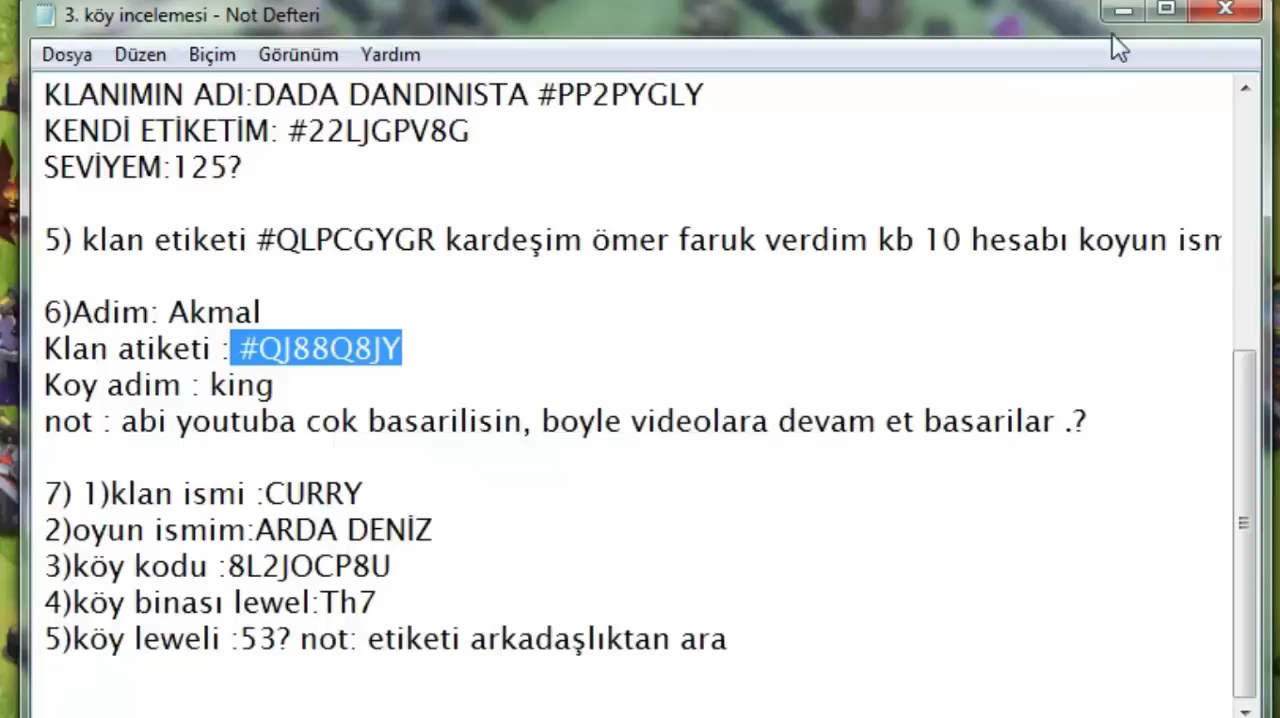 3. köy incelemesi - Not Defteri
Dosya Düzen Biçim Görünüm Yardım
KLANIMIN ADI:DADA DANDINISTA #PP2PYGLY
KENDİ ETİKETİM: #22LJGPV8G
SEVİYEM:125?
5) klan etiketi #QLPCGYGR kardeşim ömer faruk verdim kb 10 hesabı koyun
6)Adim: Akmal
Klan atiketi : #QJ88Q8JY
Koy adim : king
not : abi youtuba cok basarilisin, boyle videolara devam et basarilar .?
7) 1)klan ismi :CURRY
2)oyun ismim:ARDA DENİZ
3)köy kodu :8L2JOCP8U
4)köy binası lewel:Th7
5)köy leweli :53? not: etiketi arkadaşlıktan ara